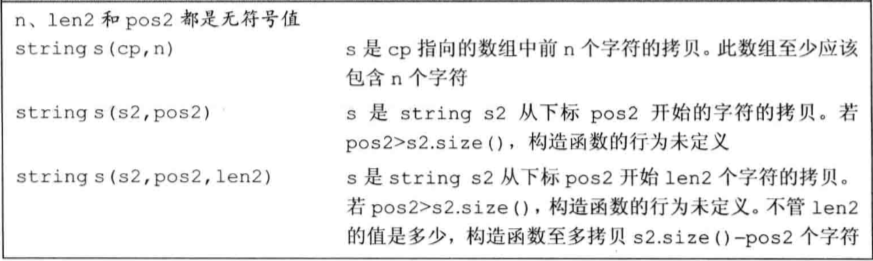 n、len2 和 pos2 都是无符号值
string s(cp,n) s 是 cp 指向的数组中前 n 个字符的拷贝。此数组至少应该
包含 n 个字符
string s(s2,pos2) s 是 string s2 从下标 pos2 开始的字符的拷贝。若
pos2>s2.size()，构造函数的行为未定义
string s(s2,pos2,len2) s 是 string s2 从下标 pos2 开始 len2 个字符的拷贝。
若 pos2>s2.size()，构造函数的行为未定义。不管 len2
的值是多少，构造函数至多拷贝 s2.size()-pos2 个字符